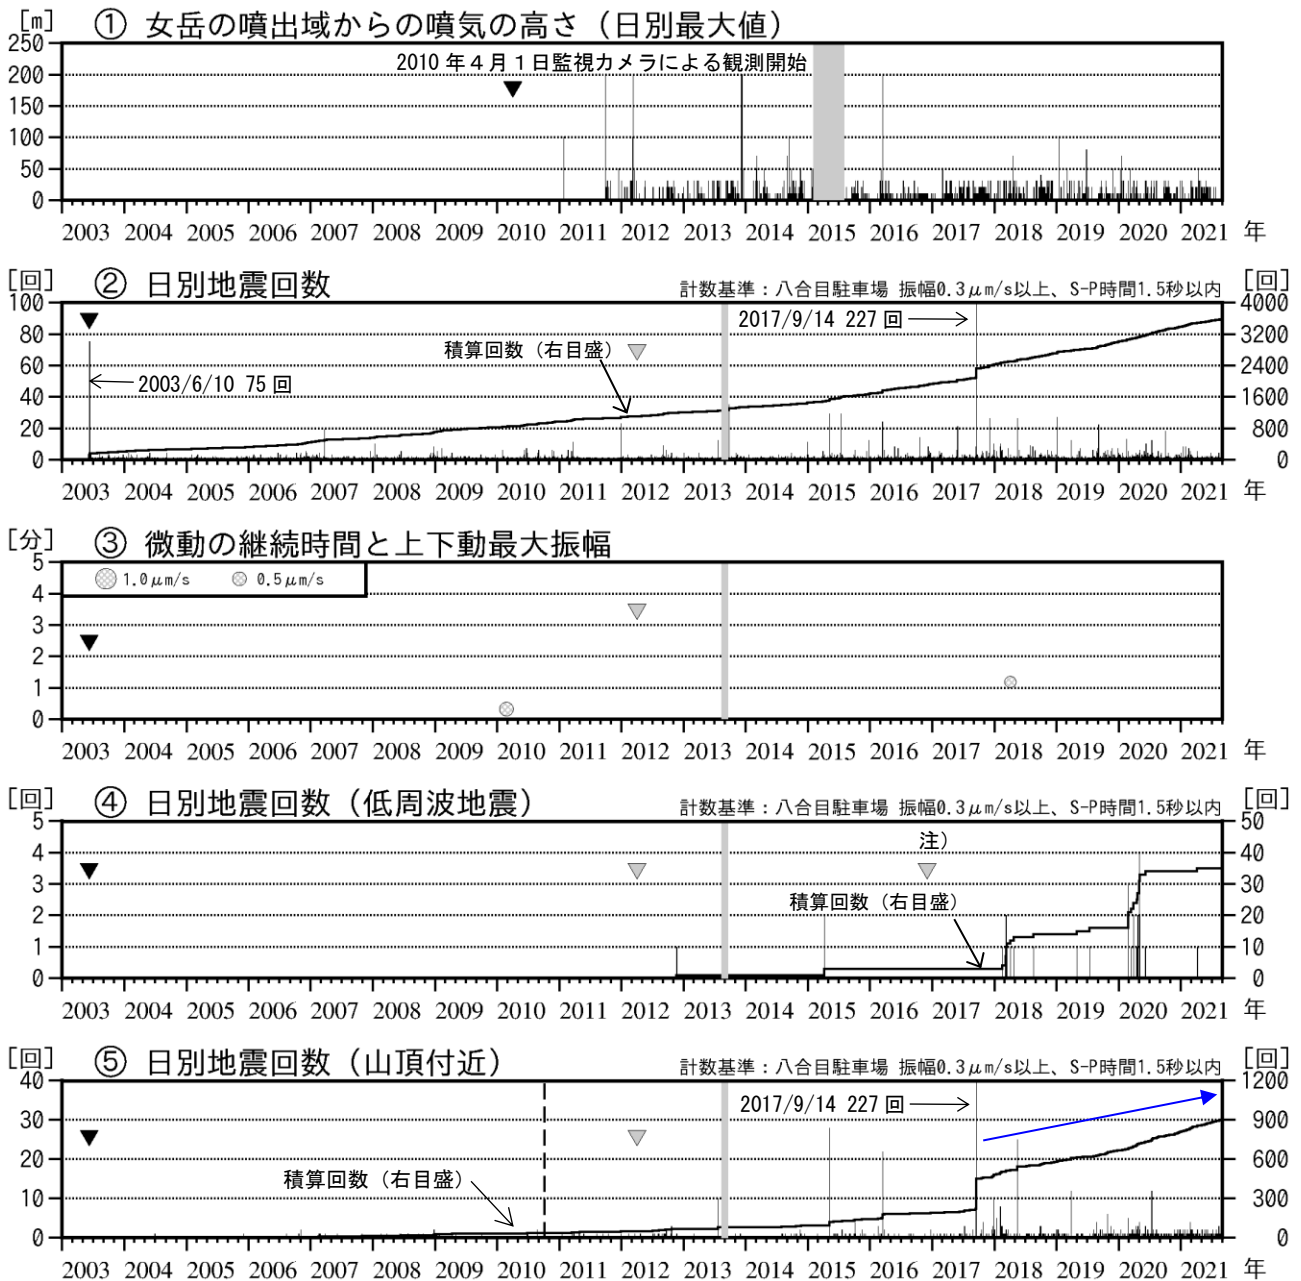 [m] ① 女岳の噴出域からの噴気の高さ（日別最大値）
250
2010 年４月１日監視カメラによる観測開始
200
150
100
50
0
2003 2004 2005 2006 2007 2008 2009 2010 2011 2012 2013 2014 2015 2016 2017 2018 2019 2020 2021 年
[回] ② 日別地震回数 計数基準：八合目駐車場 振幅0.3μm/s以上、S-P時間1.5秒以内 [回]
100 4000
2017/9/14 227 回
80 3200
積算回数（右目盛）
60 2400
2003/6/10 75 回
40 1600
20 800
0 0
2003 2004 2005 2006 2007 2008 2009 2010 2011 2012 2013 2014 2015 2016 2017 2018 2019 2020 2021 年
[分] ③ 微動の継続時間と上下動最大振幅
5
1.0μm/s 0.5μm/s
4
3
2
1
0
2003 2004 2005 2006 2007 2008 2009 2010 2011 2012 2013 2014 2015 2016 2017 2018 2019 2020 2021 年
[回] ④ 日別地震回数（低周波地震） 計数基準：八合目駐車場 振幅0.3μm/s以上、S-P時間1.5秒以内 [回]
5 50
注）
4 40
3 30
積算回数（右目盛）
2 20
1 10
0 0
2003 2004 2005 2006 2007 2008 2009 2010 2011 2012 2013 2014 2015 2016 2017 2018 2019 2020 2021 年
[回] ⑤ 日別地震回数（山頂付近） 計数基準：八合目駐車場 振幅0.3μm/s以上、S-P時間1.5秒以内 [回]
40 1200
2017/9/14 227 回
30 900
20 600
積算回数（右目盛）
10 300
0 0
2003 2004 2005 2006 2007 2008 2009 2010 2011 2012 2013 2014 2015 2016 2017 2018 2019 2020 2021 年